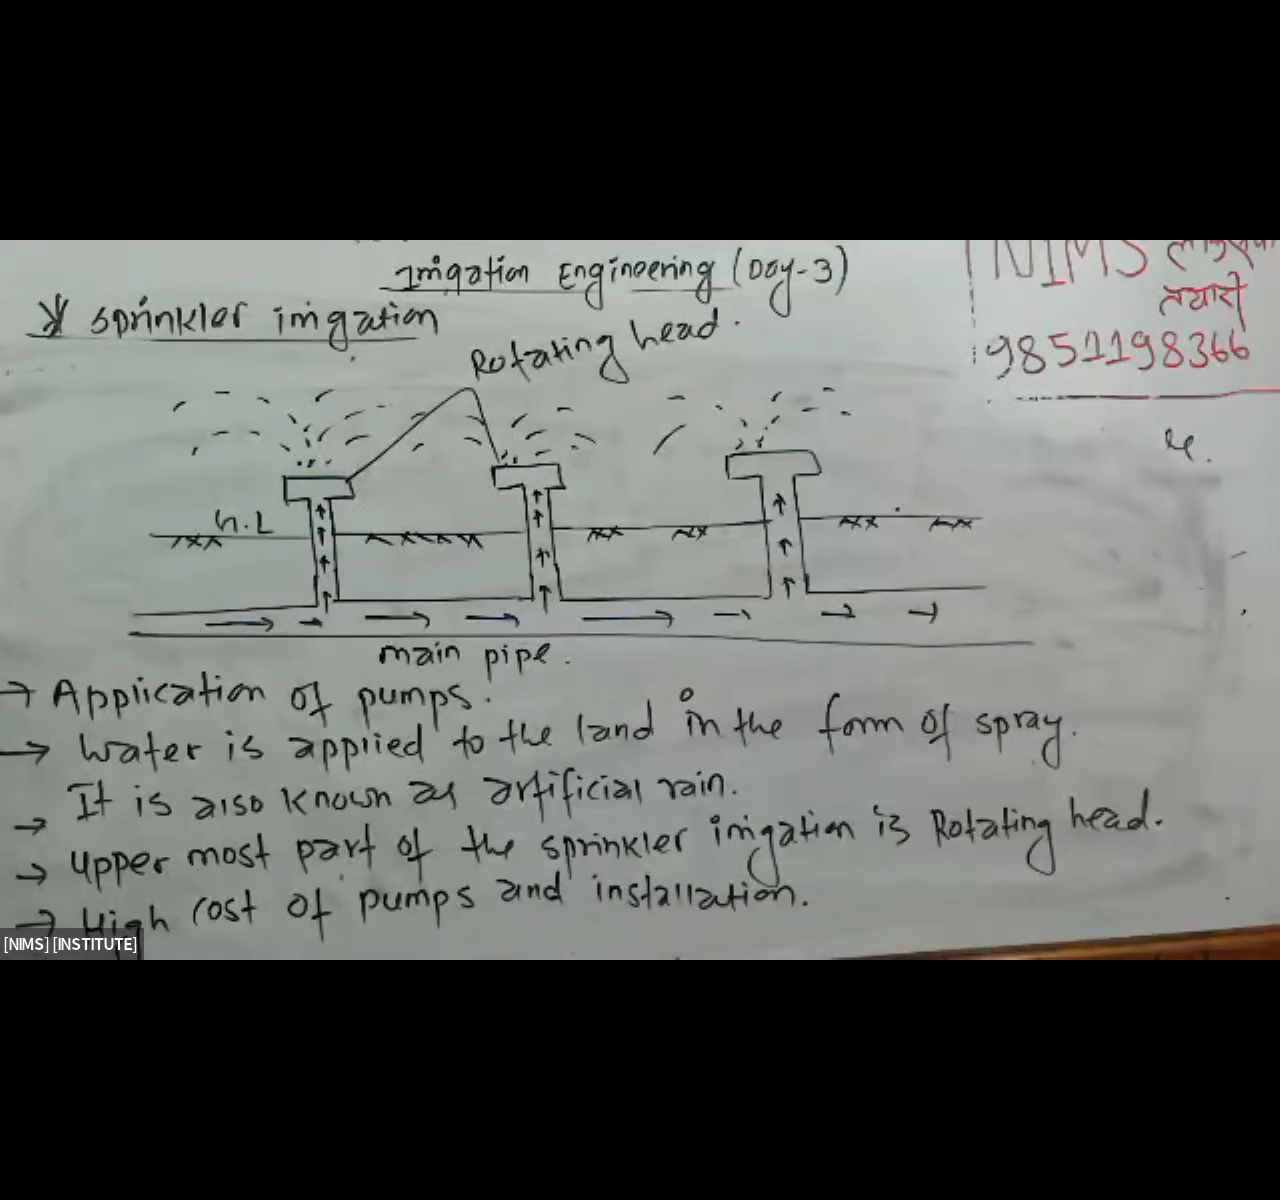 Irrigation Engineering (Day-3)
NIMS
तयारी
9851198366
* Sprinkler irrigation
Rotating head.
G.L
main pipe.
→ Application of pumps.
→ Water is applied to the land in the form of spray.
→ It is also known as artificial rain.
→ Upper most part of the sprinkler irrigation is Rotating head.
→ High cost of pumps and installation.
[NIMS] [INSTITUTE]